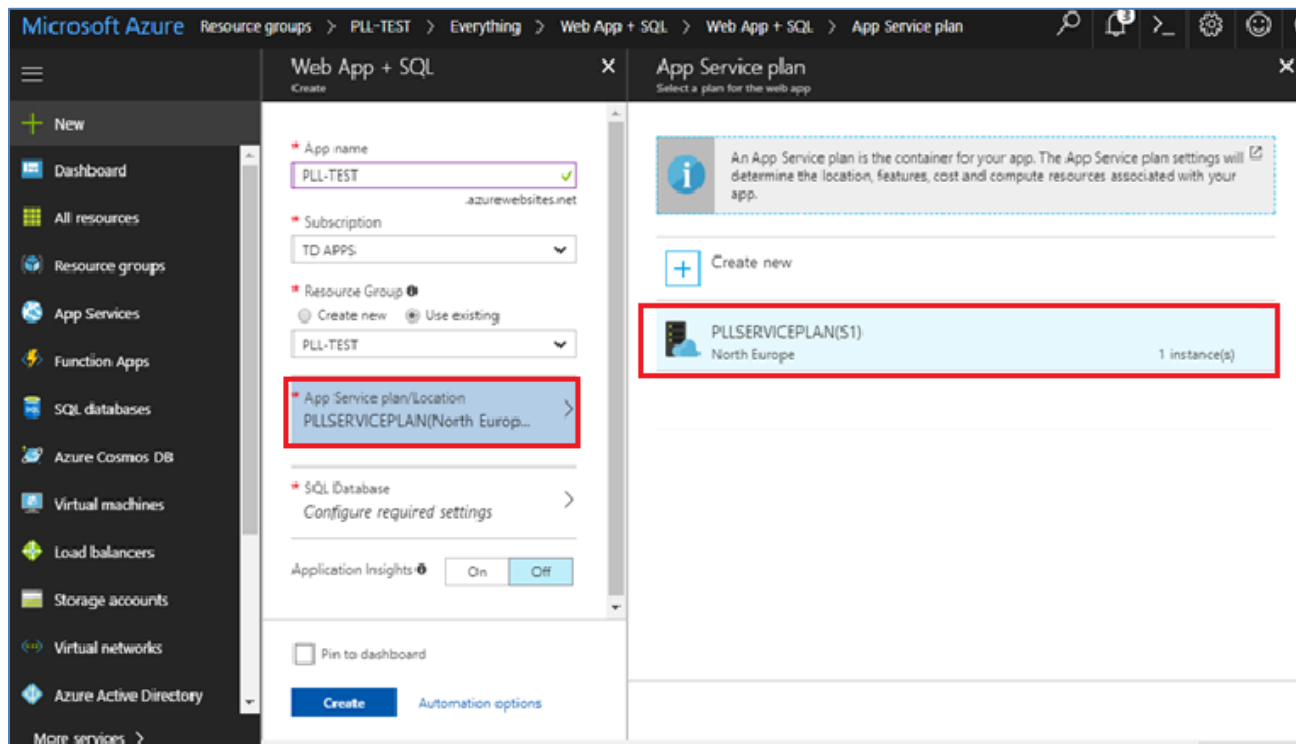 Microsoft Azure Resource groups > PLL-TEST > Everything > Web App + SQL > Web App + SQL > App Service plan
3
New
Dashboard
All resources
Resource groups
App Services
Function Apps
SQL databases
Azure Cosmos DB
Virtual machines
Load balancers
Storage accounts
Virtual networks
Azure Active Directory
More services >
Web App + SQL
Create
* App name
PLL-TEST
.azurewebsites.net
* Subscription
TD APPS
* Resource Group
Create new Use existing
PLL-TEST
* App Service plan/Location
PLLSERVICEPLAN(North Europ...
* SQL Database
Configure required settings
Application Insights On Off
Pin to dashboard
Create Automation options
App Service plan
Select a plan for the web app
An App Service plan is the container for your app. The App Service plan settings will
determine the location, features, cost and compute resources associated with your
app.
Create new
PLLSERVICEPLAN(S1)
North Europe 1 instance(s)